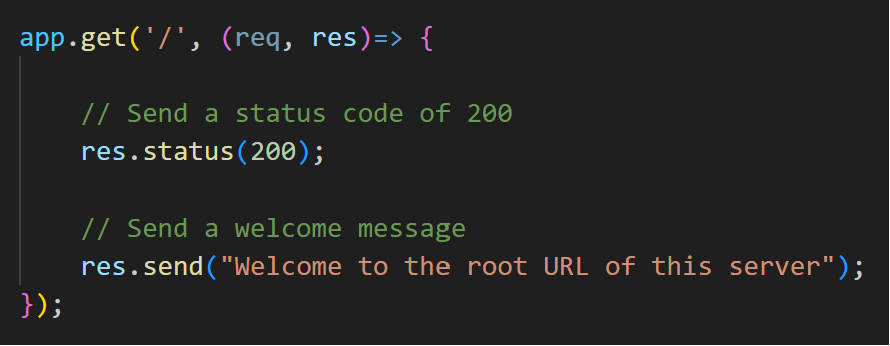 app.get('/', (req, res)=> {
// Send a status code of 200
res.status(200);
// Send a welcome message
res.send("Welcome to the root URL of this server");
});